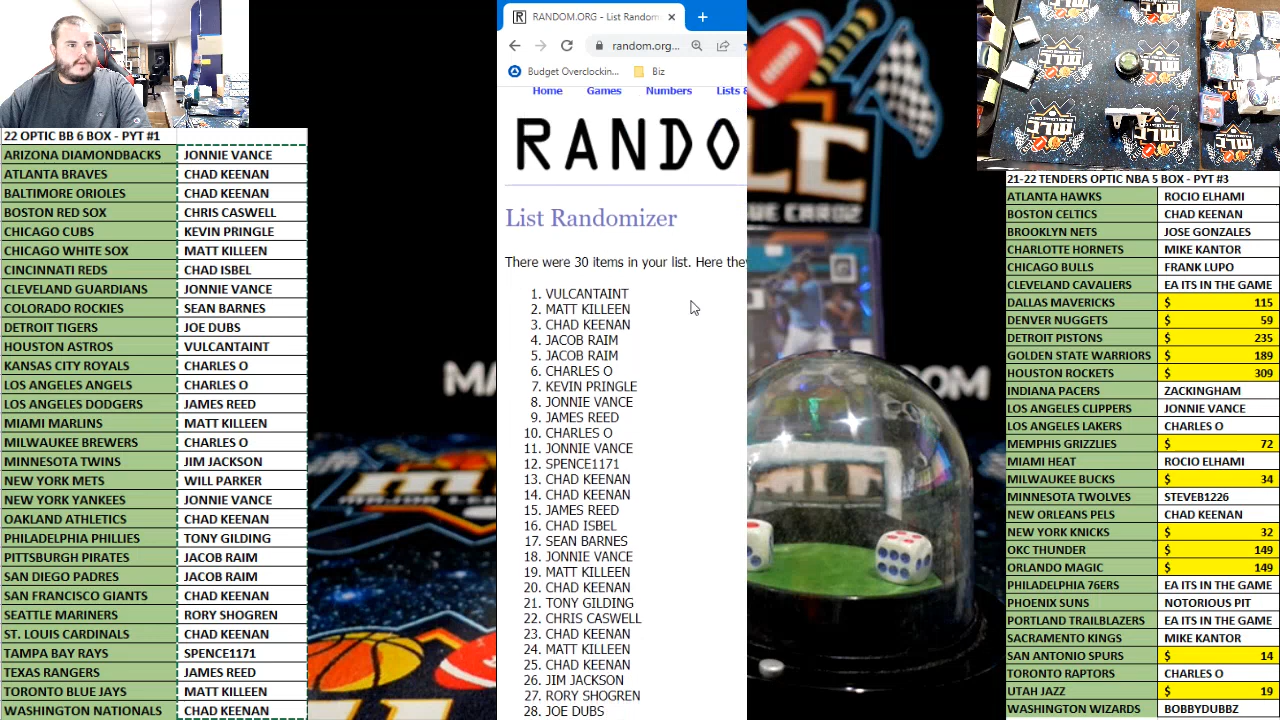 22 OPTIC BB 6 BOX - PYT #1
ARIZONA DIAMONDBACKS JONNIE VANCE
ATLANTA BRAVES CHAD KEENAN
BALTIMORE ORIOLES CHAD KEENAN
BOSTON RED SOX CHRIS CASWELL
CHICAGO CUBS KEVIN PRINGLE
CHICAGO WHITE SOX MATT KILLEEN
CINCINATI REDS CHAD ISBEL
CLEVELAND GUARDIANS JONNIE VANCE
COLORADO ROCKIES SEAN BARNES
DETROIT TIGERS JOE DUBS
HOUSTON ASTROS VULCANTAINT
KANSAS CITY ROYALS CHARLES O
LOS ANGELES ANGELS CHARLES O
LOS ANGELES DODGERS JAMES REED
MIAMI MARLINS MATT KILLEEN
MILWAUKEE BREWERS CHARLES O
MINNESOTA TWINS JIM JACKSON
NEW YORK METS WILL PARKER
NEW YORK YANKEES JONNIE VANCE
OAKLAND ATHLETICS CHAD KEENAN
PHILADELPHIA PHILLIES TONY GILDING
PITTSBURGH PIRATES JACOB RAIM
SAN DIEGO PADRES JACOB RAIM
SAN FRANCISCO GIANTS CHAD KEENAN
SEATTLE MARINERS RORY SHOGREN
ST. LOUIS CARDINALS CHAD KEENAN
TAMPA BAY RAYS SPENCE1171
TEXAS RANGERS JAMES REED
TORONTO BLUE JAYS MATT KILLEEN
WASHINGTON NATIONALS CHAD KEENAN
RANDOM.ORG - List Random
random.org...
Budget Overclockin... Biz
Home Games Numbers Lists &
RANDO
List Randomizer
There were 30 items in your list. Here they
1. VULCANTAINT
2. MATT KILLEEN
3. CHAD KEENAN
4. JACOB RAIM
5. JACOB RAIM
6. CHARLES O
7. KEVIN PRINGLE
8. JONNIE VANCE
9. JAMES REED
10. CHARLES O
11. JONNIE VANCE
12. SPENCE1171
13. CHAD KEENAN
14. CHAD KEENAN
15. JAMES REED
16. CHAD ISBEL
17. SEAN BARNES
18. JONNIE VANCE
19. MATT KILLEEN
20. CHAD KEENAN
21. TONY GILDING
22. CHRIS CASWELL
23. CHAD KEENAN
24. MATT KILLEEN
25. CHAD KEENAN
26. JIM JACKSON
27. RORY SHOGREN
28. JOE DUBS
21-22 TENDERS OPTIC NBA 5 BOX - PYT #3
ATLANTA HAWKS ROCIO ELHAMI
BOSTON CELTICS CHAD KEENAN
BROOKLYN NETS JOSE GONZALES
CHARLOTTE HORNETS MIKE KANTOR
CHICAGO BULLS FRANK LUPO
CLEVELAND CAVALIERS EA ITS IN THE GAME
DALLAS MAVERICKS $ 115
DENVER NUGGETS $ 59
DETROIT PISTONS $ 235
GOLDEN STATE WARRIORS $ 189
HOUSTON ROCKETS $ 309
INDIANA PACERS ZACKINGHAM
LOS ANGELES CLIPPERS JONNIE VANCE
LOS ANGELES LAKERS CHARLES O
MEMPHIS GRIZZLIES $ 72
MIAMI HEAT ROCIO ELHAMI
MILWAUKEE BUCKS $ 34
MINNESOTA TWOLVES STEVEB1226
NEW ORLEANS PELS CHAD KEENAN
NEW YORK KNICKS $ 32
OKC THUNDER $ 149
ORLANDO MAGIC $ 149
PHILADELPHIA 76ERS EA ITS IN THE GAME
PHOENIX SUNS NOTORIOUS PIT
PORTLAND TRAILBLAZERS EA ITS IN THE GAME
SACRAMENTO KINGS MIKE KANTOR
SAN ANTONIO SPURS $ 14
TORONTO RAPTORS CHARLES O
UTAH JAZZ $ 19
WASHINGTON WIZARDS BOBBYDUBBZ